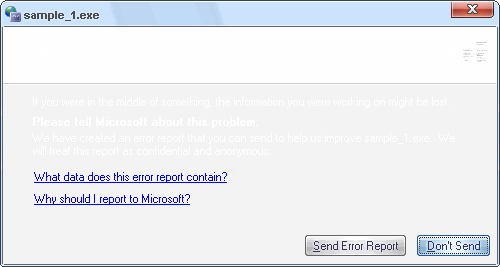 sample_1.exe
If you were in the middle of something, the information you were working on might be lost.
Please tell Microsoft about this problem.
We have created an error report that you can send to help us improve sample_1.exe. We
will treat this report as confidential and anonymous.
What data does this error report contain?
Why should I report to Microsoft?
Send Error Report
Don't Send